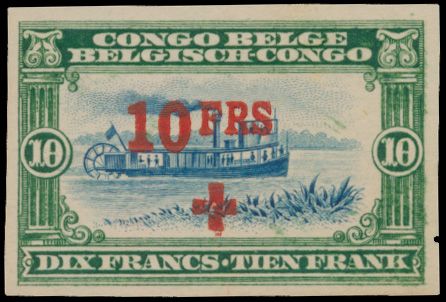 CONGO BELGE
BELGISCH-CONGO
10 FRS
10 10
DIX FRANCS·TIEN FRANK